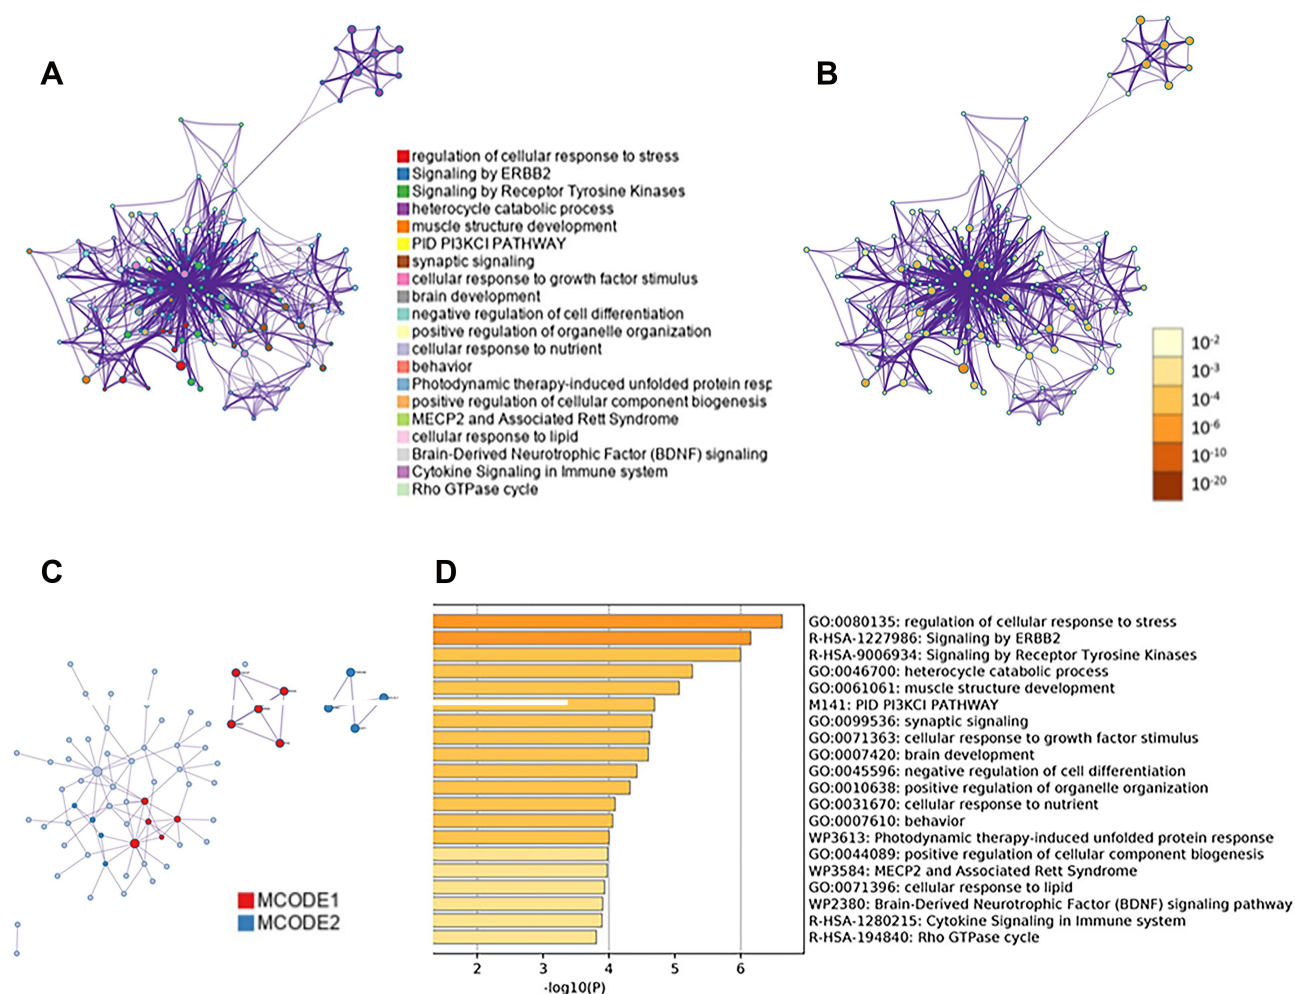 A
B
regulation of cellular response to stress
Signaling by ERBB2
Signaling by Receptor Tyrosine Kinases
heterocycle catabolic process
muscle structure development
PID PI3KCI PATHWAY
synaptic signaling
cellular response to growth factor stimulus
brain development
negative regulation of cell differentiation
positive regulation of organelle organization
cellular response to nutrient
behavior
Photodynamic therapy-induced unfolded protein resp
positive regulation of cellular component biogenesis
MECP2 and Associated Rett Syndrome
cellular response to lipid
Brain-Derived Neurotrophic Factor (BDNF) signaling
Cytokine Signaling in Immune system
Rho GTPase cycle
10-2
10-3
10-4
10-6
10-10
10-20
C
D
MCODE1
MCODE2
GO:0080135: regulation of cellular response to stress
R-HSA-1227986: Signaling by ERBB2
R-HSA-9006934: Signaling by Receptor Tyrosine Kinases
GO:0046700: heterocycle catabolic process
GO:0061061: muscle structure development
M141: PID PI3KCI PATHWAY
GO:0099536: synaptic signaling
GO:0071363: cellular response to growth factor stimulus
GO:0007420: brain development
GO:0045596: negative regulation of cell differentiation
GO:0010638: positive regulation of organelle organization
GO:0031670: cellular response to nutrient
GO:0007610: behavior
WP3613: Photodynamic therapy-induced unfolded protein response
GO:0044089: positive regulation of cellular component biogenesis
WP3584: MECP2 and Associated Rett Syndrome
GO:0071396: cellular response to lipid
WP2380: Brain-Derived Neurotrophic Factor (BDNF) signaling pathway
R-HSA-1280215: Cytokine Signaling in Immune system
R-HSA-194840: Rho GTPase cycle
2 3 4 5 6
-log10(P)